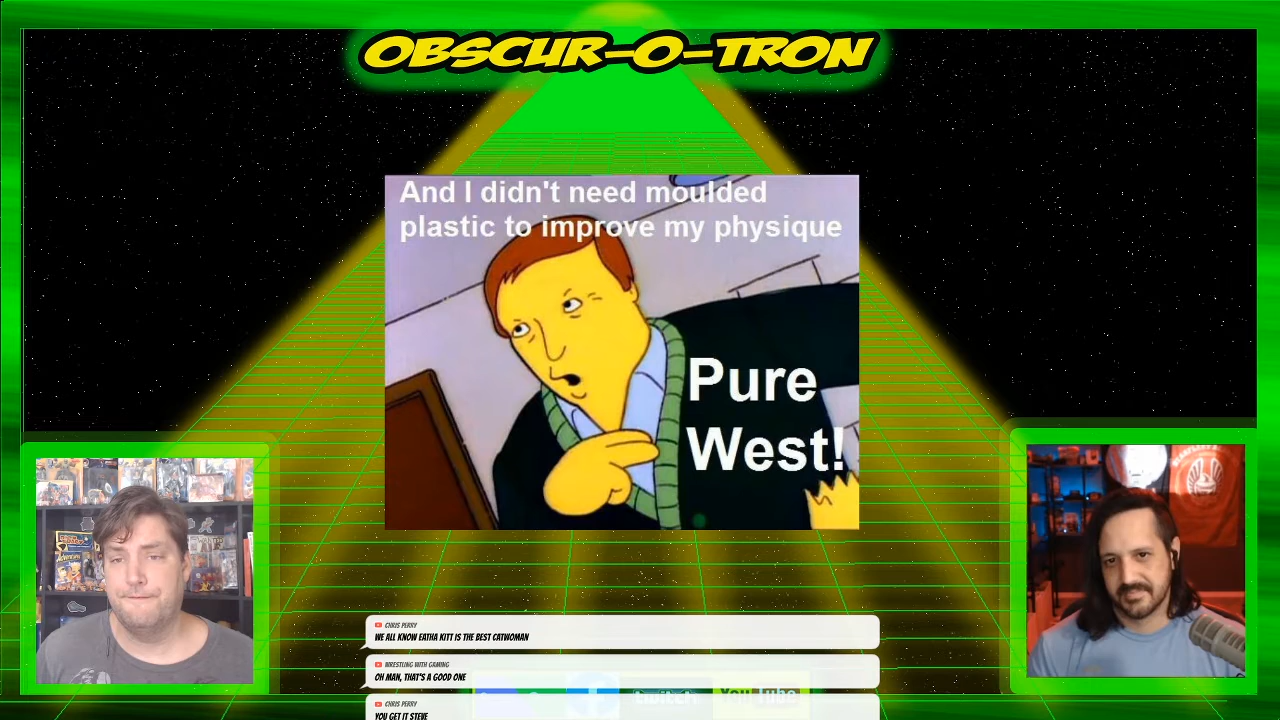 OBSCUR-O-TRON
And I didn't need moulded
plastic to improve my physique
Pure
West!
CHRIS PERRY
WE ALL KNOW EATHA KITT IS THE BEST CATWOMAN
WRESTLING WITH GAMING
OH MAN, THAT'S A GOOD ONE
twitch
YouTube
CHRIS PERRY
YOU GET IT STEVE